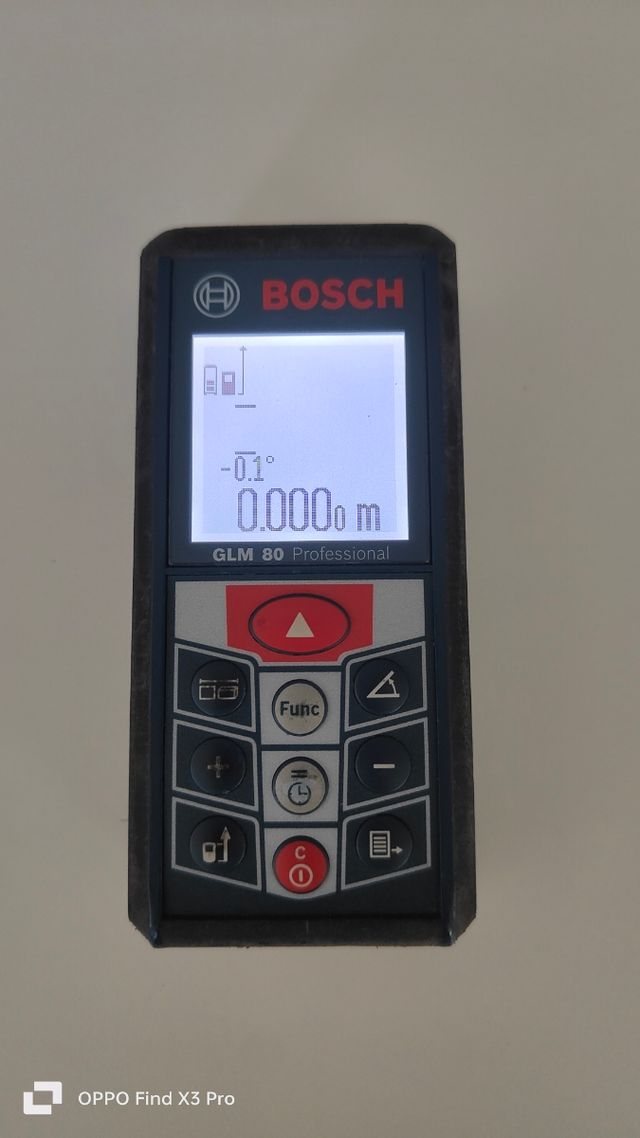 BOSCH
-0.1°
0.0000 m
GLM 80 Professional
Func
+
-
C
OPPO Find X3 Pro